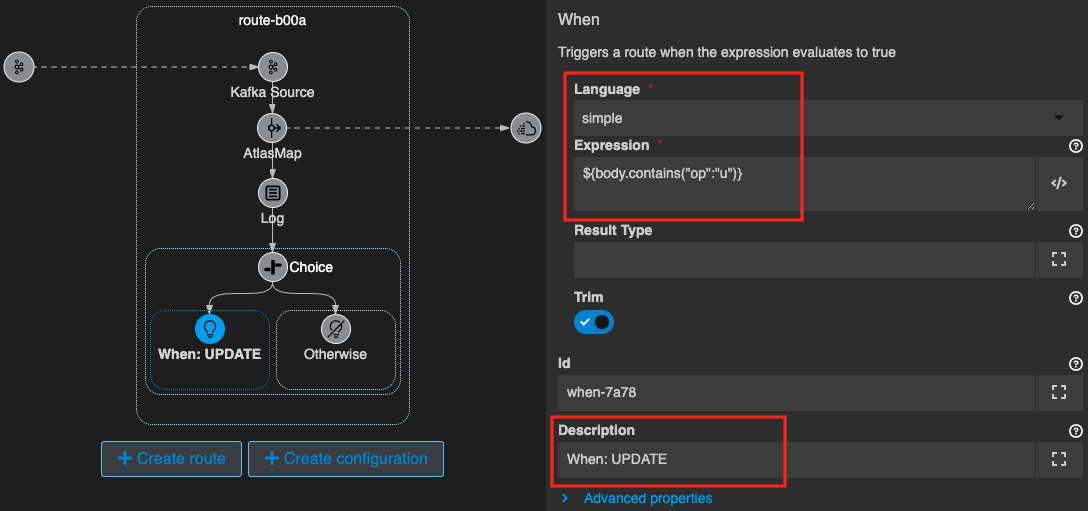 route-b00a
Kafka Source
AtlasMap
Log
Choice
When: UPDATE
Otherwise
Create route
Create configuration
When
Triggers a route when the expression evaluates to true
Language *
simple
Expression *
${body.contains("op":"u")}
Result Type
Trim
Id
when-7a78
Description
When: UPDATE
Advanced properties